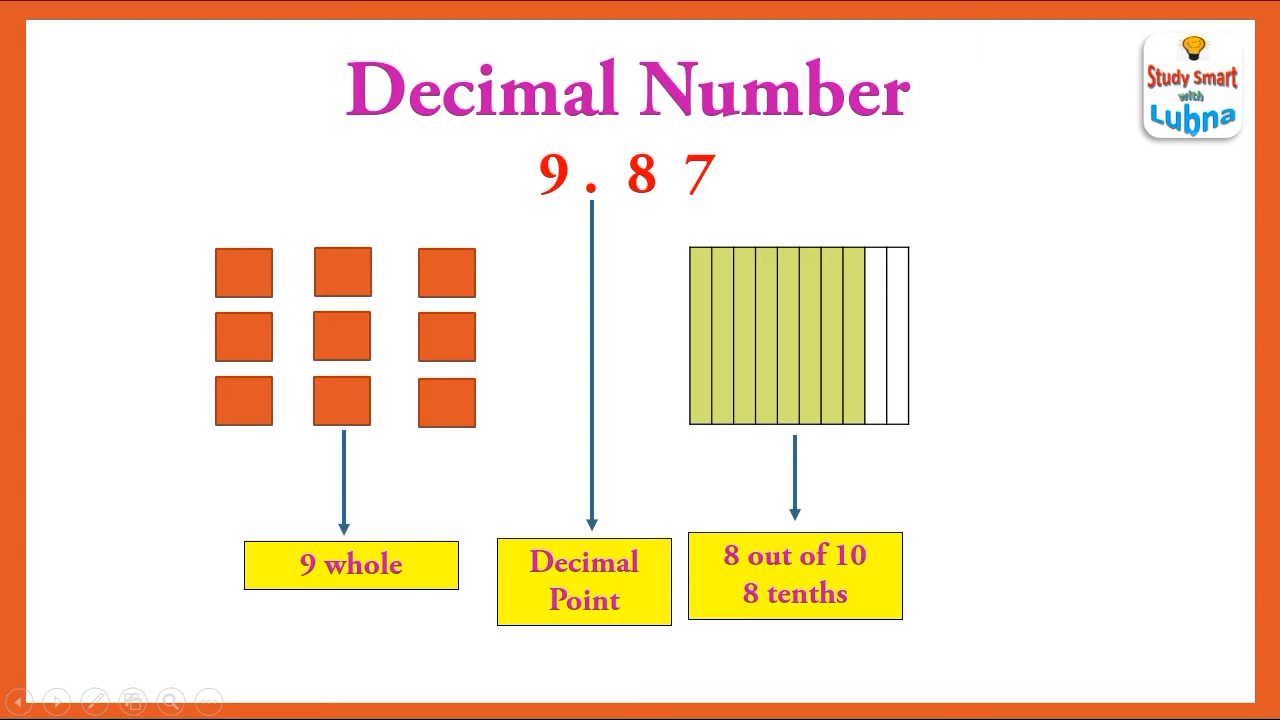 Decimal Number
Study Smart
with
Lubna
9 . 8 7
9 whole
Decimal
Point
8 out of 10
8 tenths